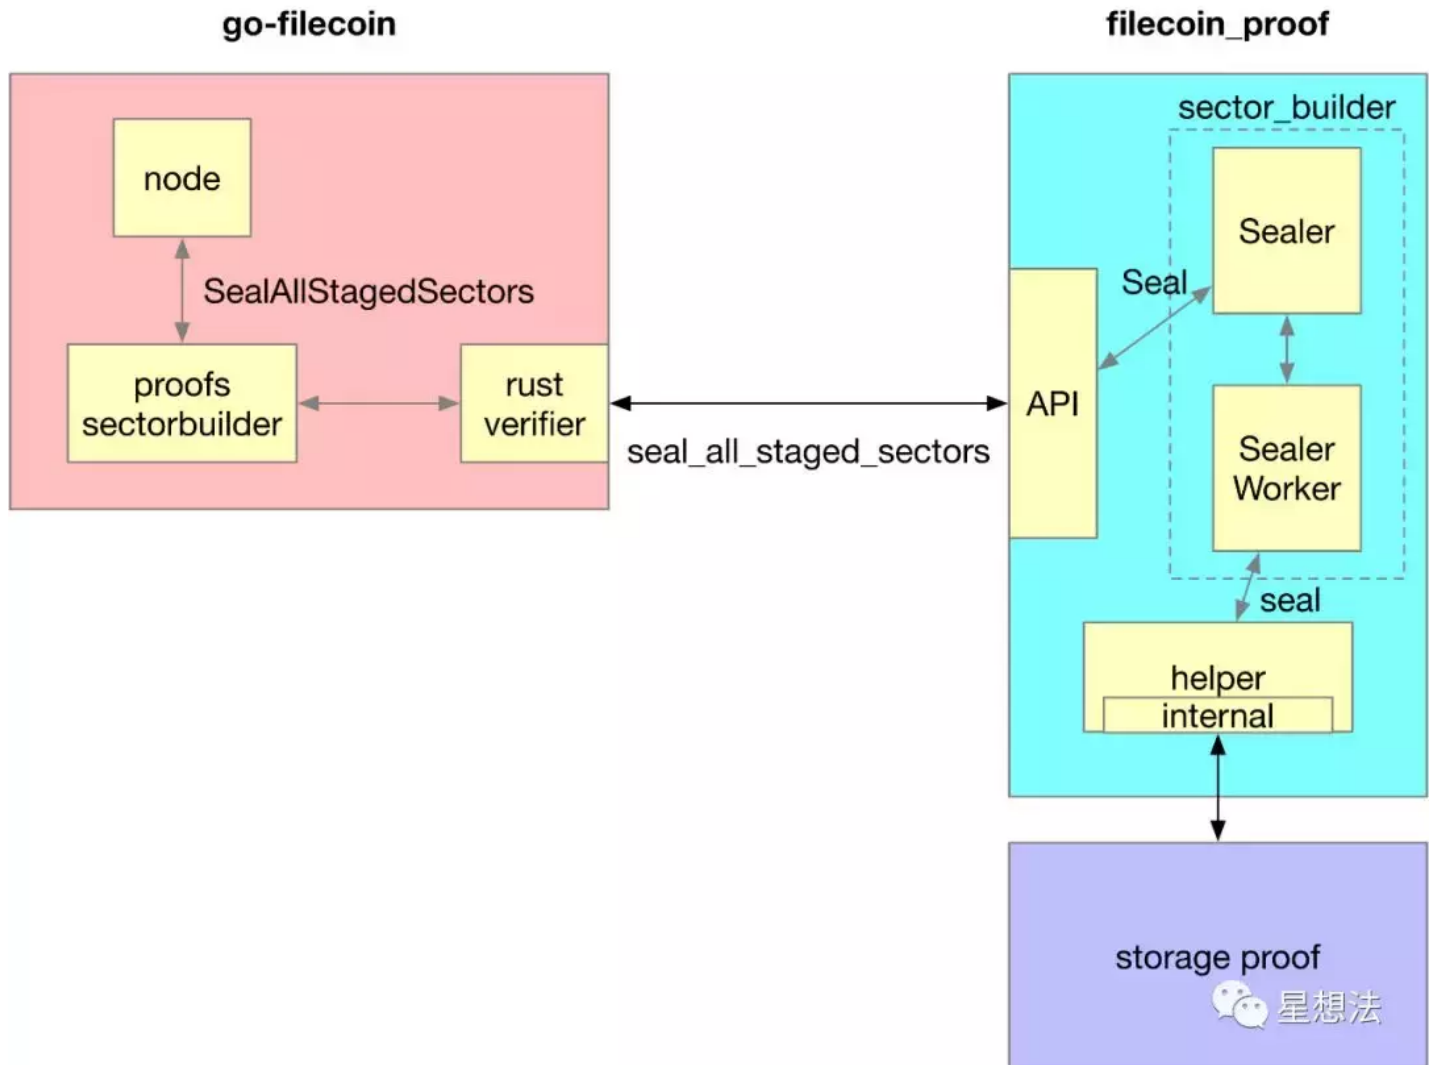 go-filecoin
node
SealAllStagedSectors
proofs
sectorbuilder
rust
verifier
seal_all_staged_sectors
filecoin_proof
sector_builder
Sealer
Seal
API
Sealer
Worker
seal
helper
internal
storage proof
星想法